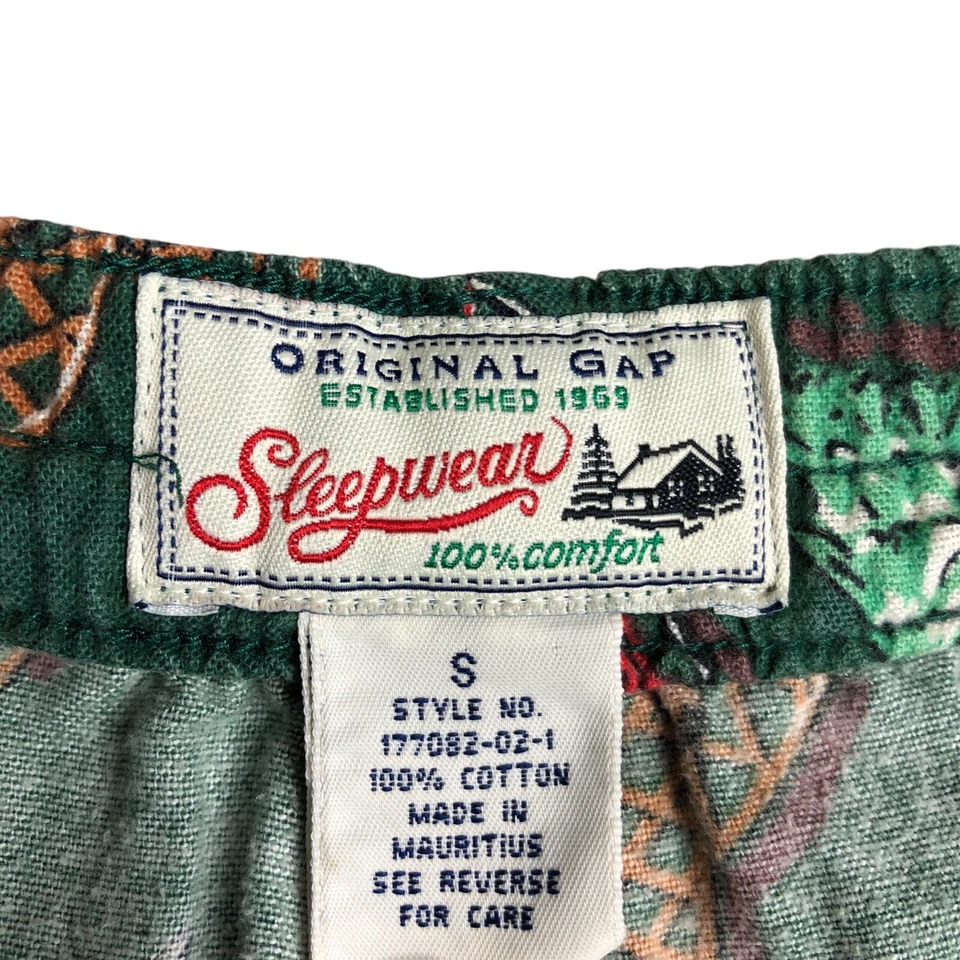 ORIGINAL GAP
ESTABLISHED 1969
Sleepwear
100% comfort
S
STYLE NO.
177082-02-1
100% COTTON
MADE IN
MAURITIUS
SEE REVERSE
FOR CARE